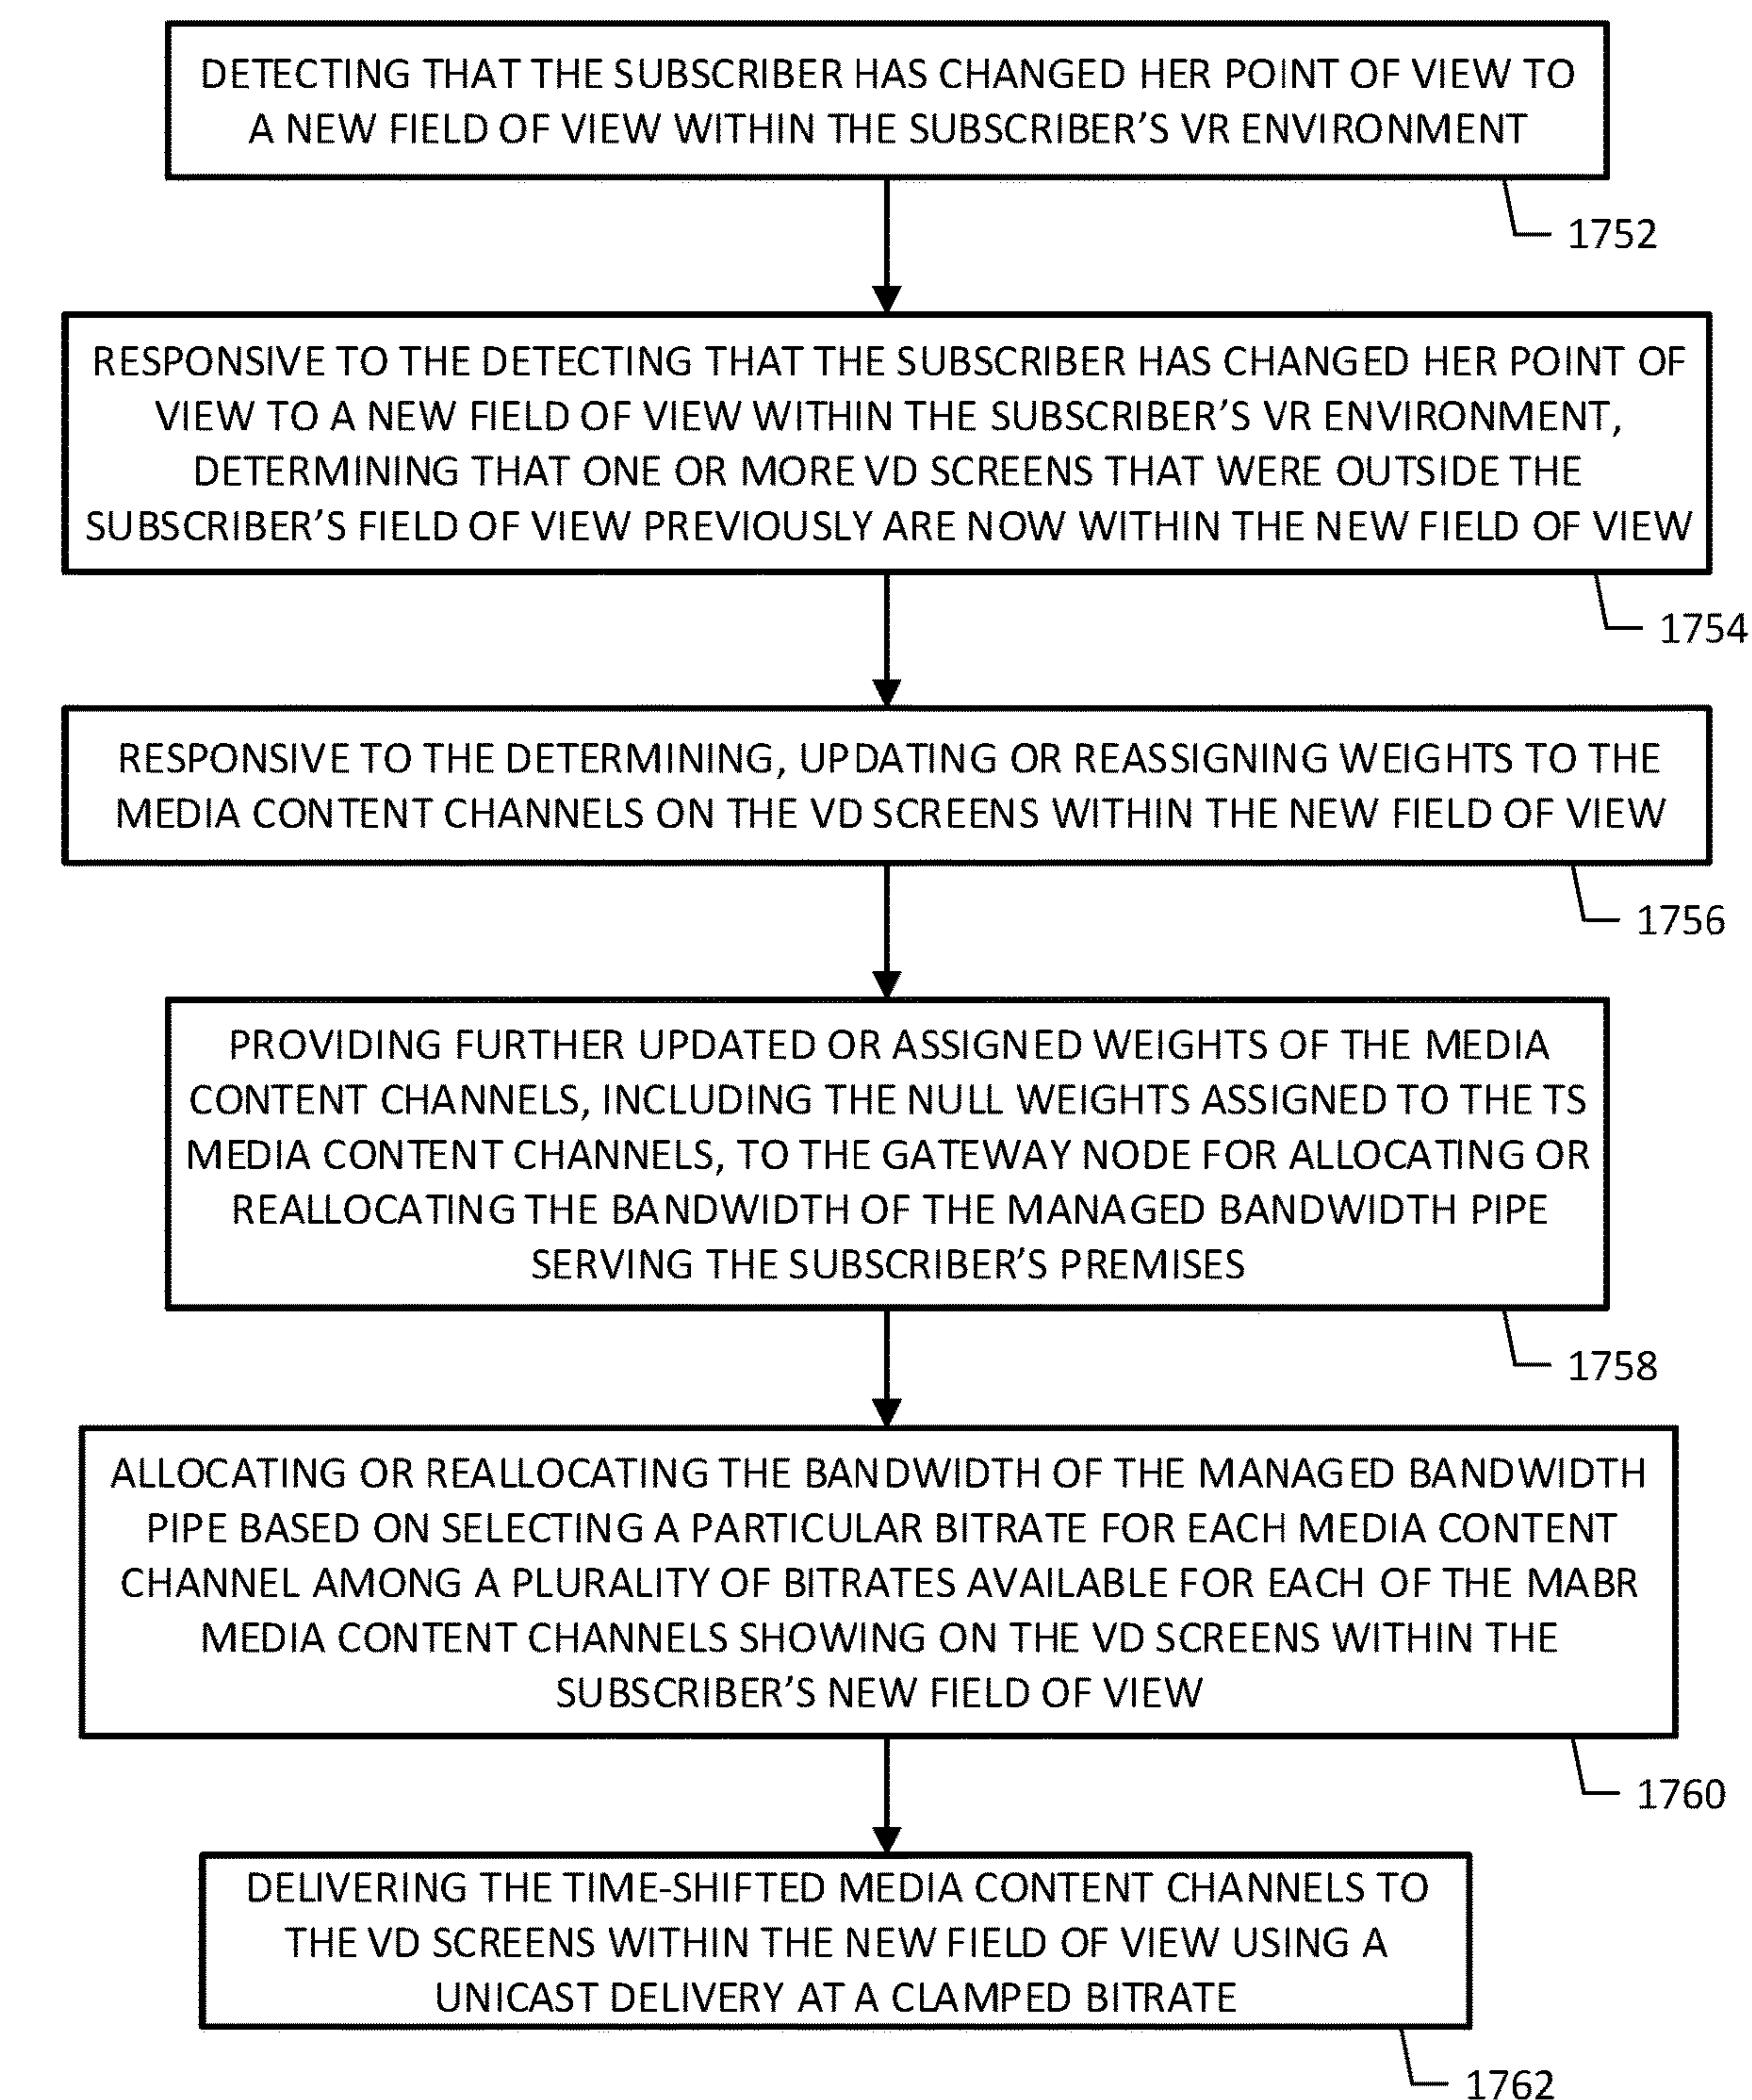 DETECTING THAT THE SUBSCRIBER HAS CHANGED HER POINT OF VIEW TO
A NEW FIELD OF VIEW WITHIN THE SUBSCRIBER'S VR ENVIRONMENT
1752
RESPONSIVE TO THE DETECTING THAT THE SUBSCRIBER HAS CHANGED HER POINT OF
VIEW TO A NEW FIELD OF VIEW WITHIN THE SUBSCRIBER'S VR ENVIRONMENT,
DETERMINING THAT ONE OR MORE VD SCREENS THAT WERE OUTSIDE THE
SUBSCRIBER'S FIELD OF VIEW PREVIOUSLY ARE NOW WITHIN THE NEW FIELD OF VIEW
1754
RESPONSIVE TO THE DETERMINING, UPDATING OR REASSIGNING WEIGHTS TO THE
MEDIA CONTENT CHANNELS ON THE VD SCREENS WITHIN THE NEW FIELD OF VIEW
1756
PROVIDING FURTHER UPDATED OR ASSIGNED WEIGHTS OF THE MEDIA
CONTENT CHANNELS, INCLUDING THE NULL WEIGHTS ASSIGNED TO THE TS
MEDIA CONTENT CHANNELS, TO THE GATEWAY NODE FOR ALLOCATING OR
REALLOCATING THE BANDWIDTH OF THE MANAGED BANDWIDTH PIPE
SERVING THE SUBSCRIBER'S PREMISES
1758
ALLOCATING OR REALLOCATING THE BANDWIDTH OF THE MANAGED BANDWIDTH
PIPE BASED ON SELECTING A PARTICULAR BITRATE FOR EACH MEDIA CONTENT
CHANNEL AMONG A PLURALITY OF BITRATES AVAILABLE FOR EACH OF THE MABR
MEDIA CONTENT CHANNELS SHOWING ON THE VD SCREENS WITHIN THE
SUBSCRIBER'S NEW FIELD OF VIEW
1760
DELIVERING THE TIME-SHIFTED MEDIA CONTENT CHANNELS TO
THE VD SCREENS WITHIN THE NEW FIELD OF VIEW USING A
UNICAST DELIVERY AT A CLAMPED BITRATE
1762